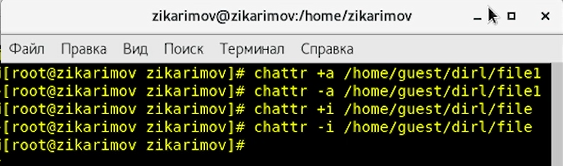 zikarimov@zikarimov:/home/zikarimov
Файл Правка Вид Поиск Терминал Справка
[root@zikarimov zikarimov]# chattr +a /home/guest/dirl/file1
[root@zikarimov zikarimov]# chattr -a /home/guest/dirl/file1
[root@zikarimov zikarimov]# chattr +i /home/guest/dirl/file
[root@zikarimov zikarimov]# chattr -i /home/guest/dirl/file
[root@zikarimov zikarimov]#